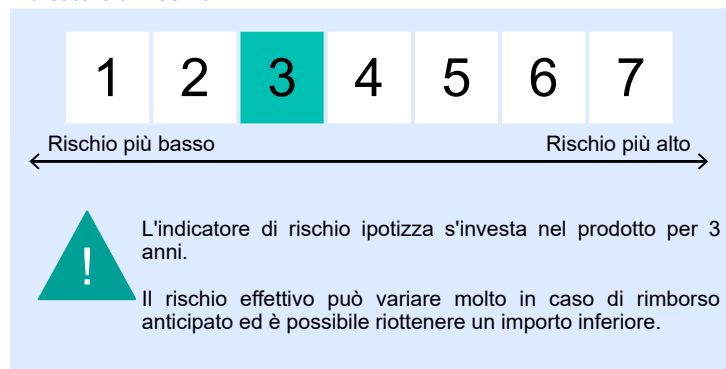 1 2 3 4 5 6 7
Rischio più basso Rischio più alto
L'indicatore di rischio ipotizza s'investa nel prodotto per 3
anni.
!
Il rischio effettivo può variare molto in caso di rimborso
anticipato ed è possibile riottenere un importo inferiore.